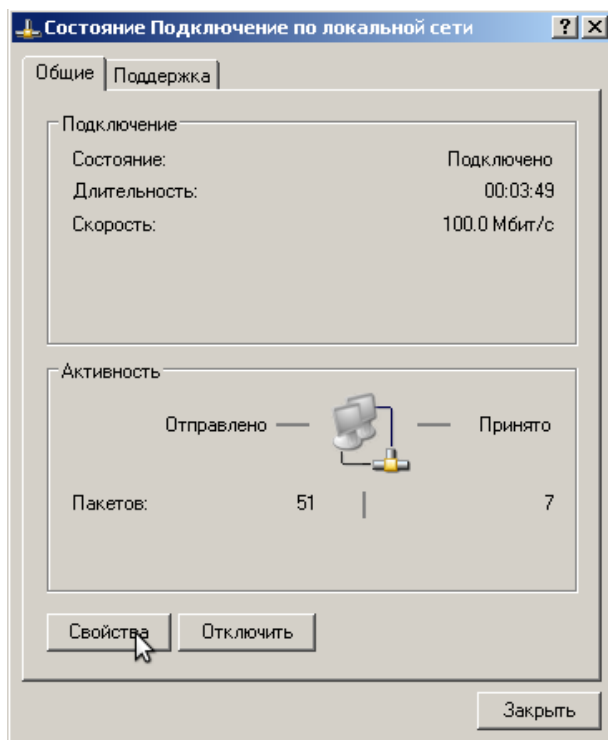 Состояние Подключение по локальной сети
Общие Поддержка
Подключение
Состояние: Подключено
Длительность: 00:03:49
Скорость: 100.0 Мбит/с
Активность
Отправлено — — Принято
Пакетов: 51 | 7
Свойства Отключить
Закрыть